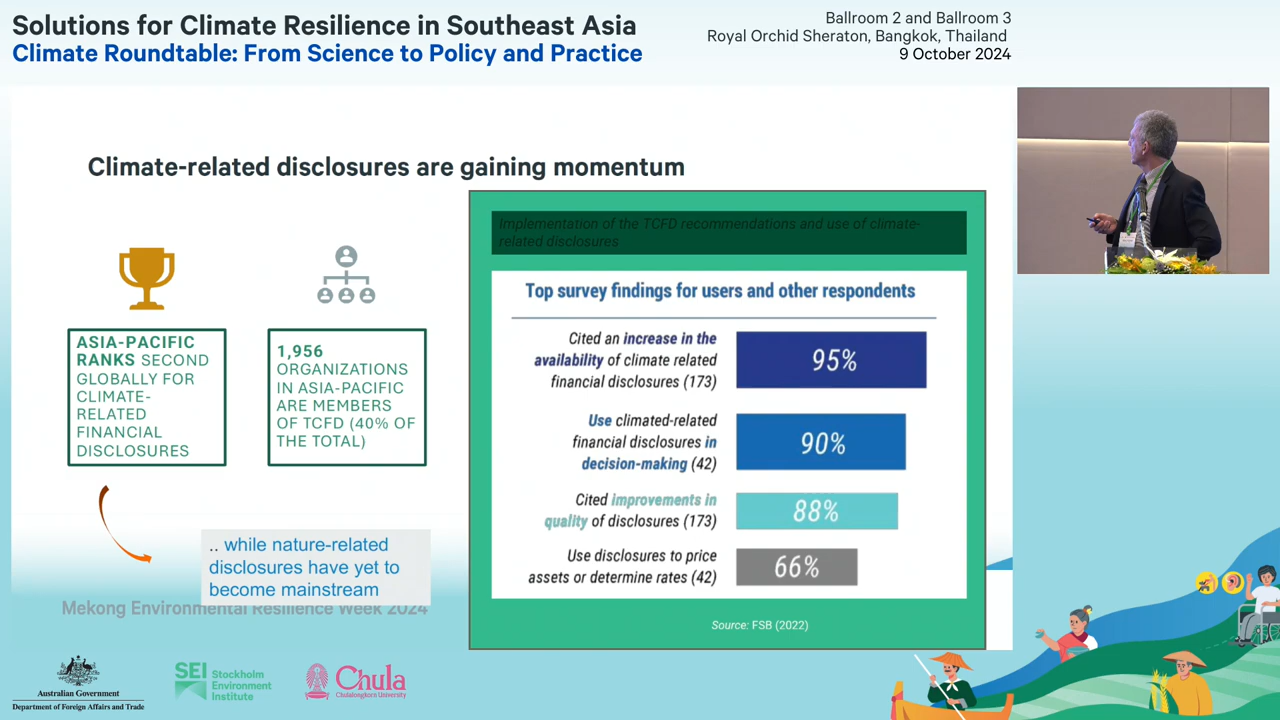 Solutions for Climate Resilience in Southeast Asia
Climate Roundtable: From Science to Policy and Practice
Ballroom 2 and Ballroom 3
Royal Orchid Sheraton, Bangkok, Thailand
9 October 2024
Climate-related disclosures are gaining momentum
ASIA-PACIFIC
RANKS SECOND
GLOBALLY FOR
CLIMATE-
RELATED
FINANCIAL
DISCLOSURES
1,956
ORGANIZATIONS
IN ASIA-PACIFIC
ARE MEMBERS
OF TCFD (40% OF
THE TOTAL)
.. while nature-related
disclosures have yet to
become mainstream
Mekong Environmental Resilience Week 2024
Implementation of the TCFD recommendations and use of climate-
related disclosures
Top survey findings for users and other respondents
Cited an increase in the
availability of climate related
financial disclosures (173)
95%
Use climated-related
financial disclosures in
decision-making (42)
90%
Cited improvements in
quality of disclosures (173)
88%
Use disclosures to price
assets or determine rates (42)
66%
Source: FSB (2022)
Australian Government
Department of Foreign Affairs and Trade
SEI Stockholm
Environment
Institute
Chula
Chulalongkorn University